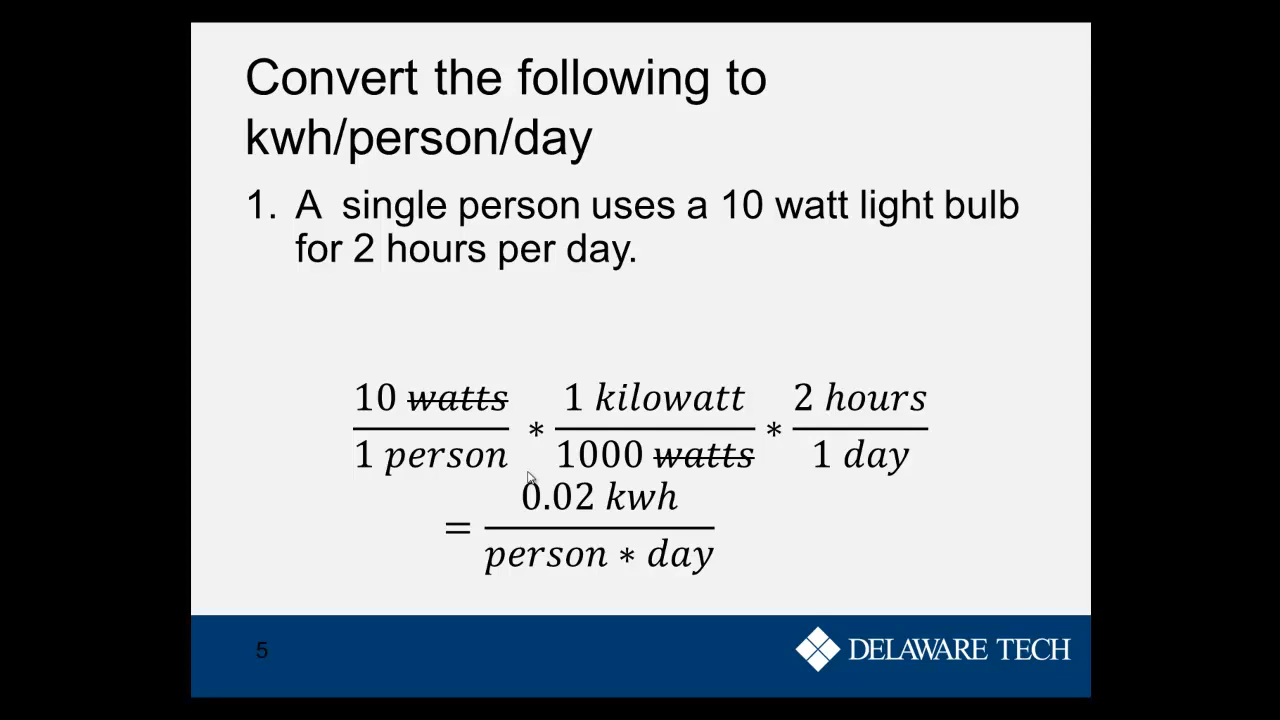 Convert the following to
kwh/person/day
1. A single person uses a 10 watt light bulb
for 2 hours per day.
10 watts / 1 person * 1 kilowatt / 1000 watts * 2 hours / 1 day
= 0.02 kwh / person * day
5
DELAWARE TECH